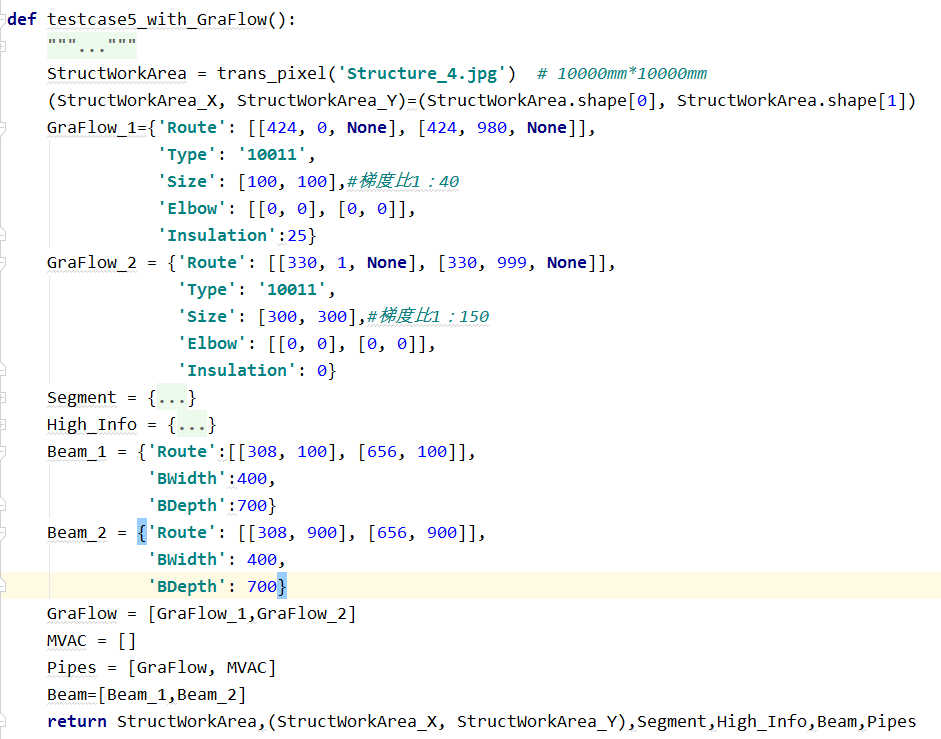 def testcase5_with_GraFlow():
    """..."""
    StructWorkArea = trans_pixel('Structure_4.jpg')  # 10000mm*10000mm
    (StructWorkArea_X, StructWorkArea_Y)=(StructWorkArea.shape[0], StructWorkArea.shape[1])
    GraFlow_1={'Route': [[424, 0, None], [424, 980, None]],
               'Type': '10011',
               'Size': [100, 100],#梯度比1：40
               'Elbow': [[0, 0], [0, 0]],
               'Insulation':25}
    GraFlow_2 = {'Route': [[330, 1, None], [330, 999, None]],
                 'Type': '10011',
                 'Size': [300, 300],#梯度比1：150
                 'Elbow': [[0, 0], [0, 0]],
                 'Insulation': 0}
    Segment = {...}
    High_Info = {...}
    Beam_1 = {'Route':[[308, 100], [656, 100]],
              'BWidth':400,
              'BDepth':700}
    Beam_2 = {'Route': [[308, 900], [656, 900]],
              'BWidth': 400,
              'BDepth': 700}
    GraFlow = [GraFlow_1,GraFlow_2]
    MVAC = []
    Pipes = [GraFlow, MVAC]
    Beam=[Beam_1,Beam_2]
    return StructWorkArea,(StructWorkArea_X, StructWorkArea_Y),Segment,High_Info,Beam,Pipes